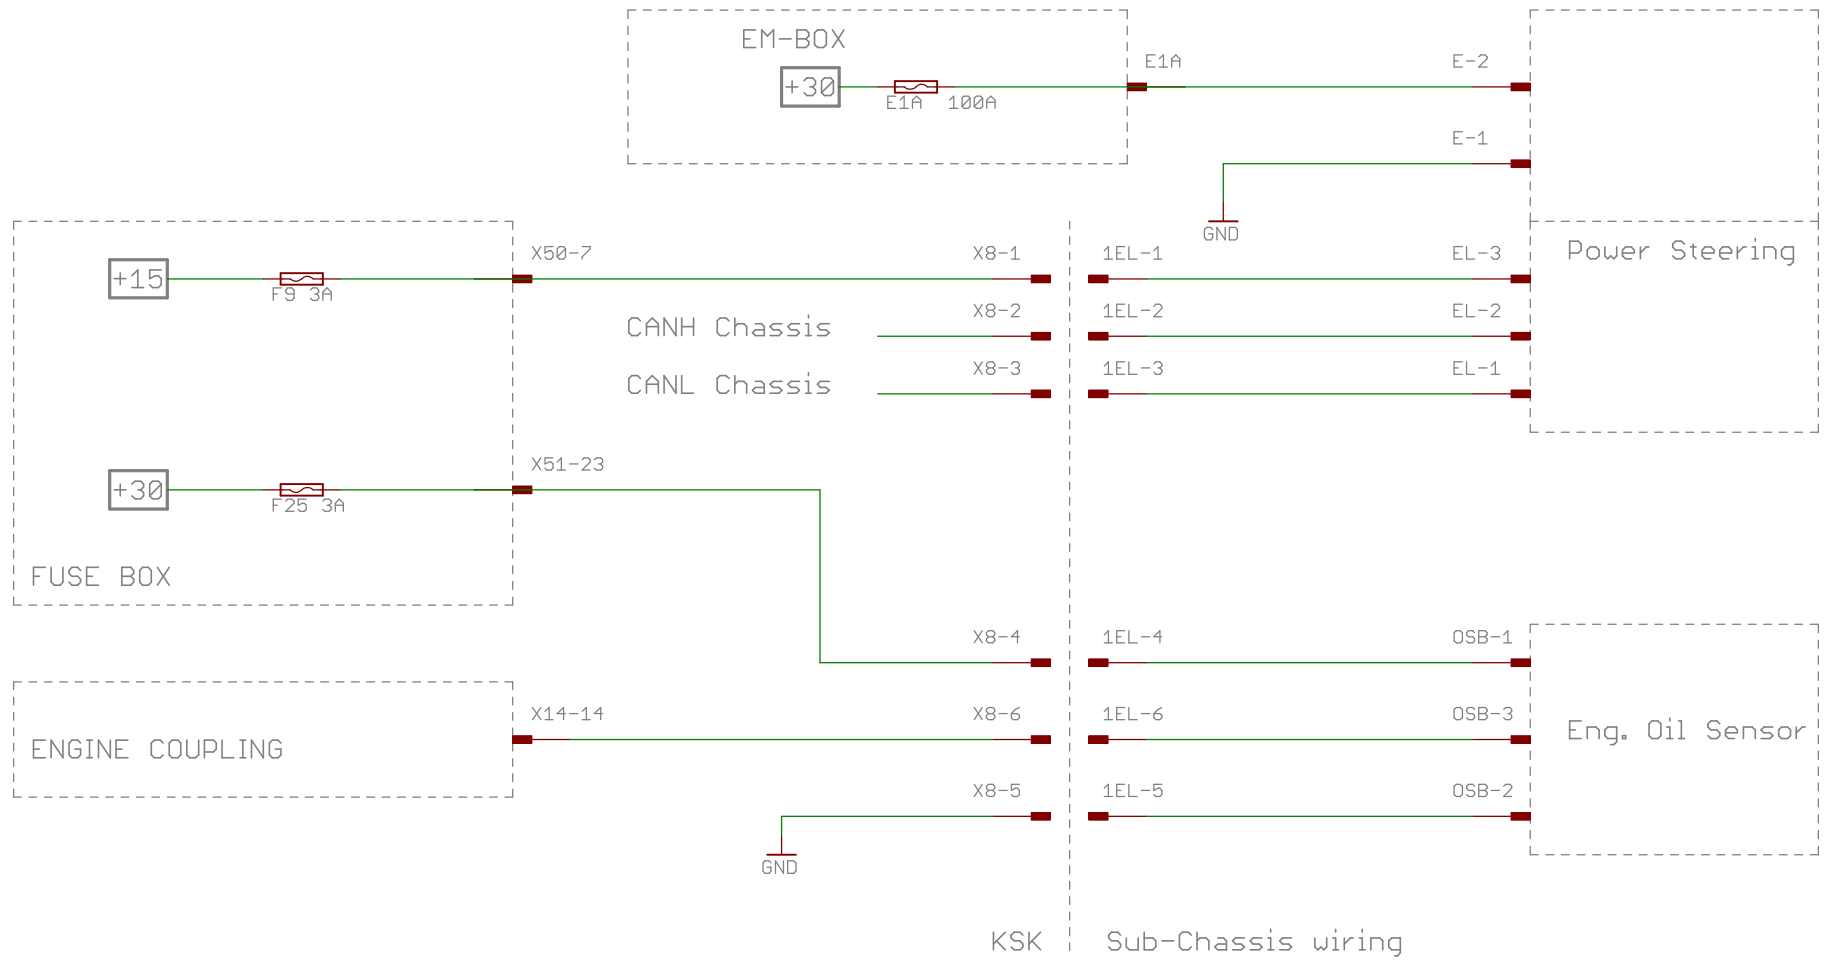 EM-BOX
E1A
E-2
+30
E1A 100A
E-1
GND
X50-7
X8-1
1EL-1
EL-3
Power Steering
+15
F9 3A
X8-2
1EL-2
EL-2
CANH Chassis
X8-3
1EL-3
EL-1
CANL Chassis
X51-23
+30
F25 3A
FUSE BOX
X8-4
1EL-4
OSB-1
X14-14
X8-6
1EL-6
OSB-3
Eng. Oil Sensor
ENGINE COUPLING
X8-5
1EL-5
OSB-2
GND
KSK
Sub-Chassis wiring